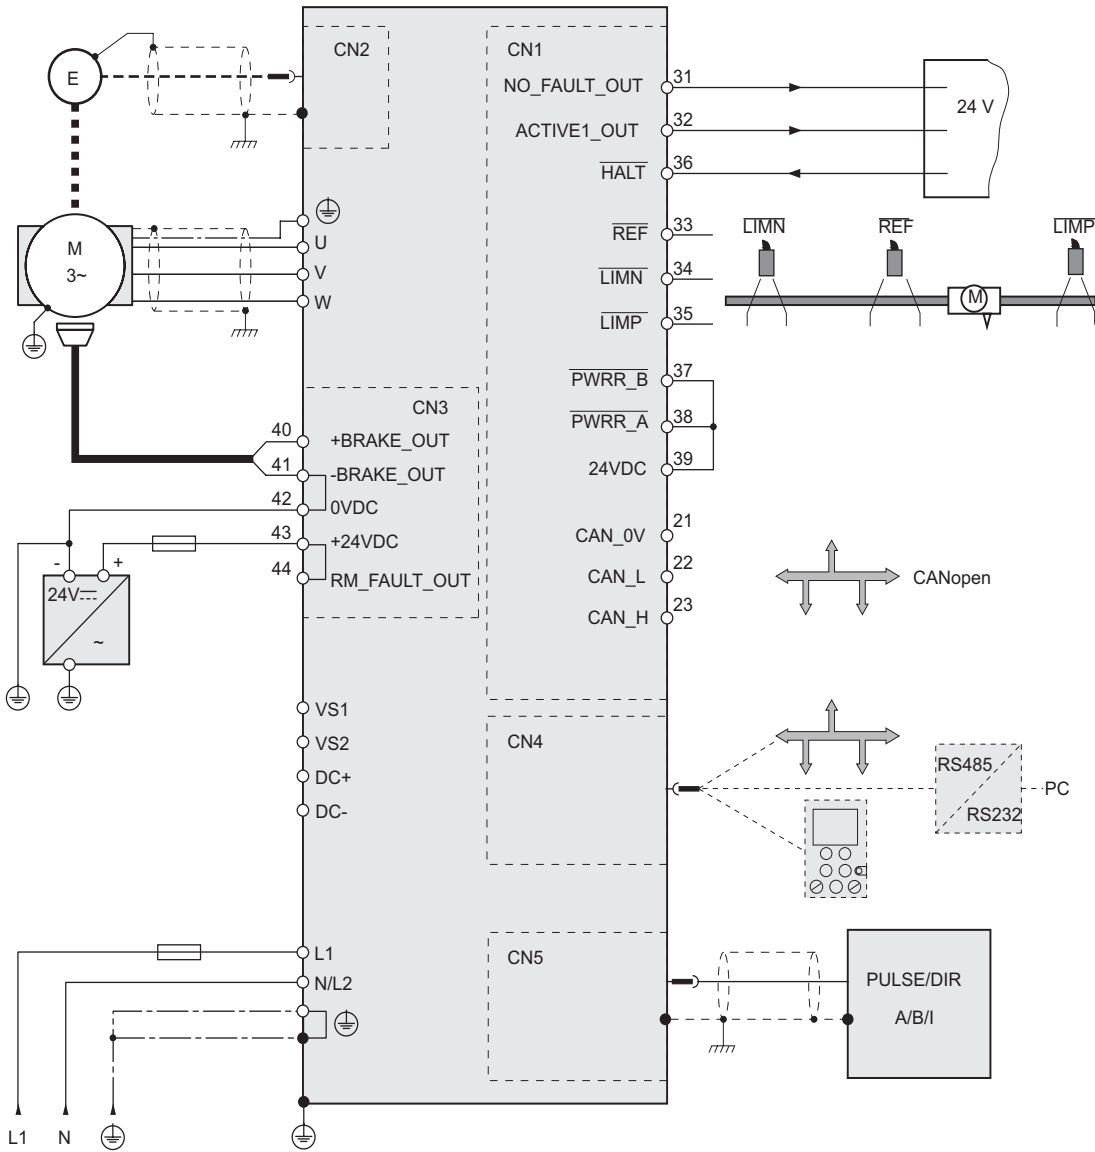 CN2
E
CN1
NO_FAULT_OUT 31
24 V
ACTIVE1_OUT 32
HALT 36
M
3~
U
V
W
REF 33
LIMN 34
LIMP 35
LIMN
REF
LIMP
M
PWRR_B 37
PWRR_A 38
24VDC 39
CN3
40 +BRAKE_OUT
41 -BRAKE_OUT
42 0VDC
43 +24VDC
44 RM_FAULT_OUT
- +
24V
~
CAN_0V 21
CAN_L 22
CAN_H 23
CANopen
VS1
VS2
DC+
DC-
CN4
RS485
RS232
PC
L1
N/L2
CN5
PULSE/DIR
A/B/I
L1 N